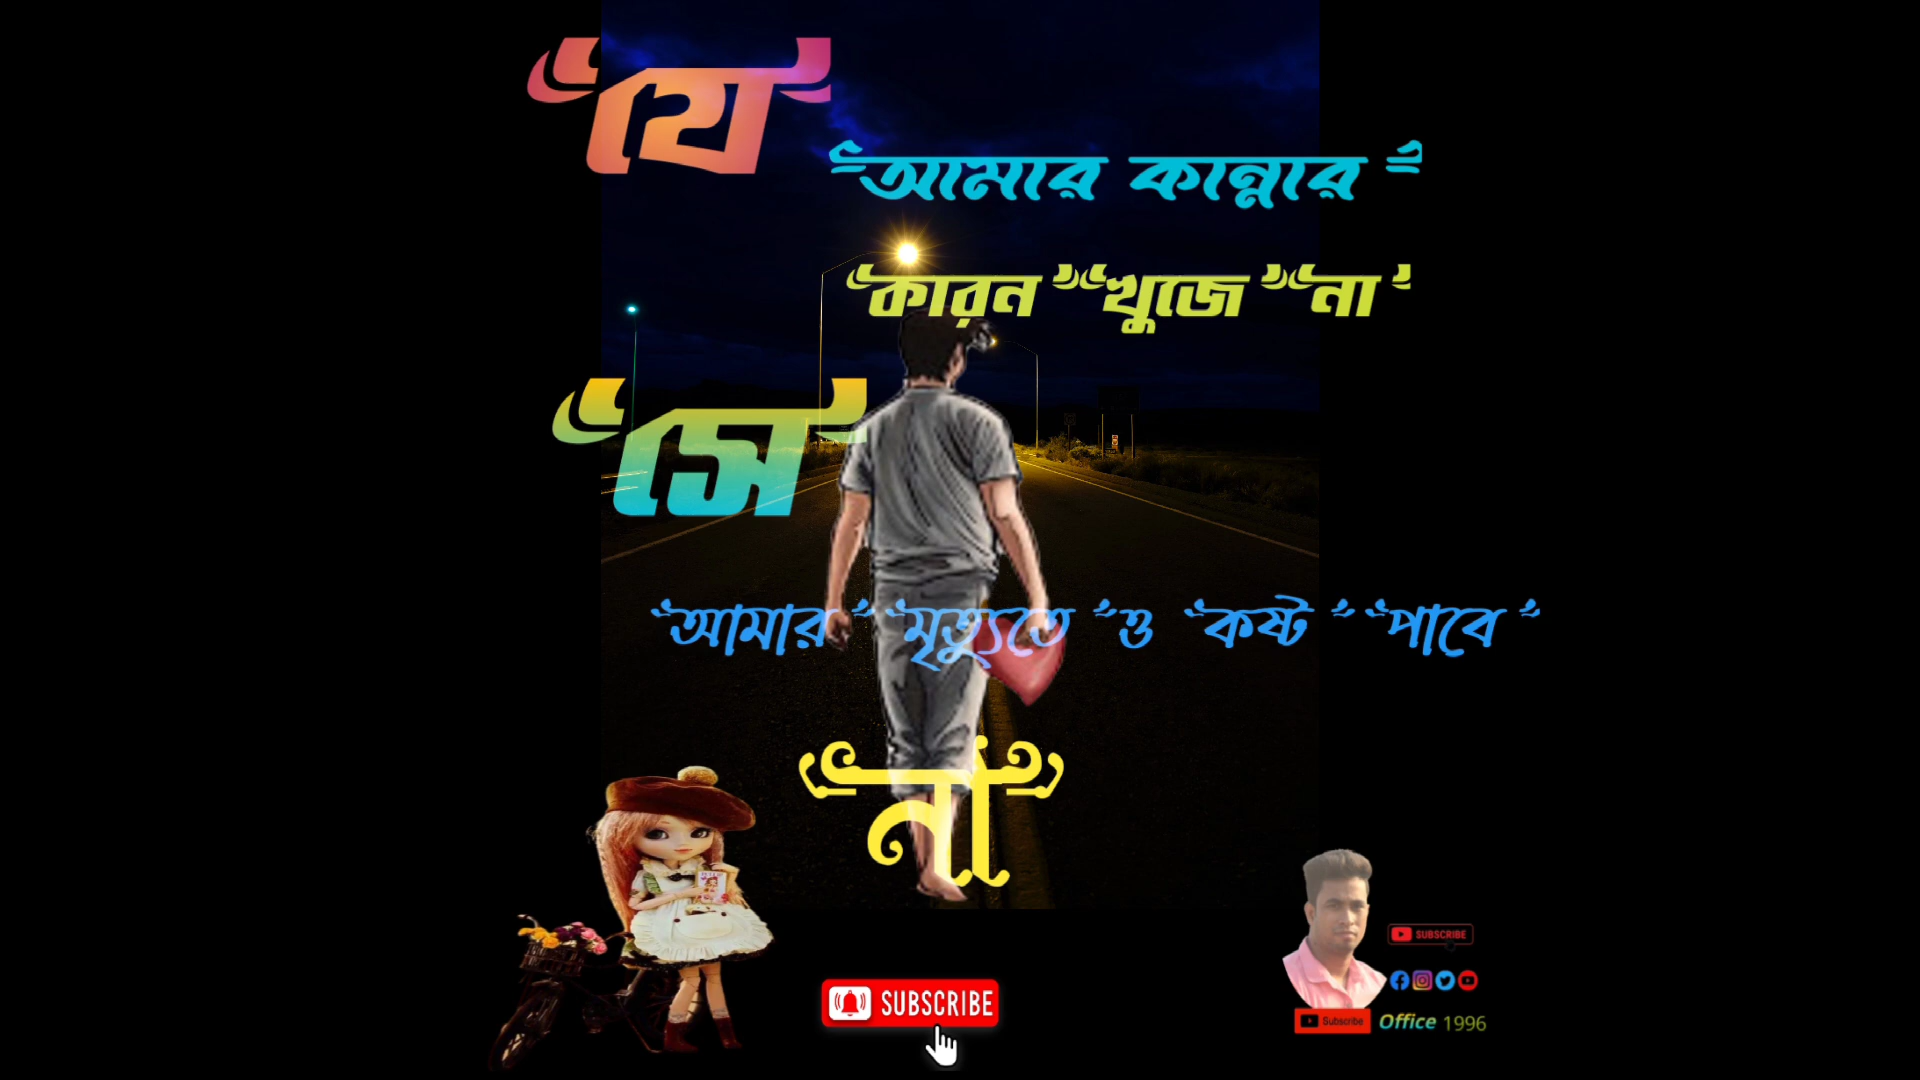 “যে”
“আমার কান্নার”
“কারন” “খুজে” “না”
“সে”
“আমার” “মৃত্যুতে” ও “কষ্ট” “পাবে”
“না”
SUBSCRIBE
SUBSCRIBE
Subscribe Office 1996